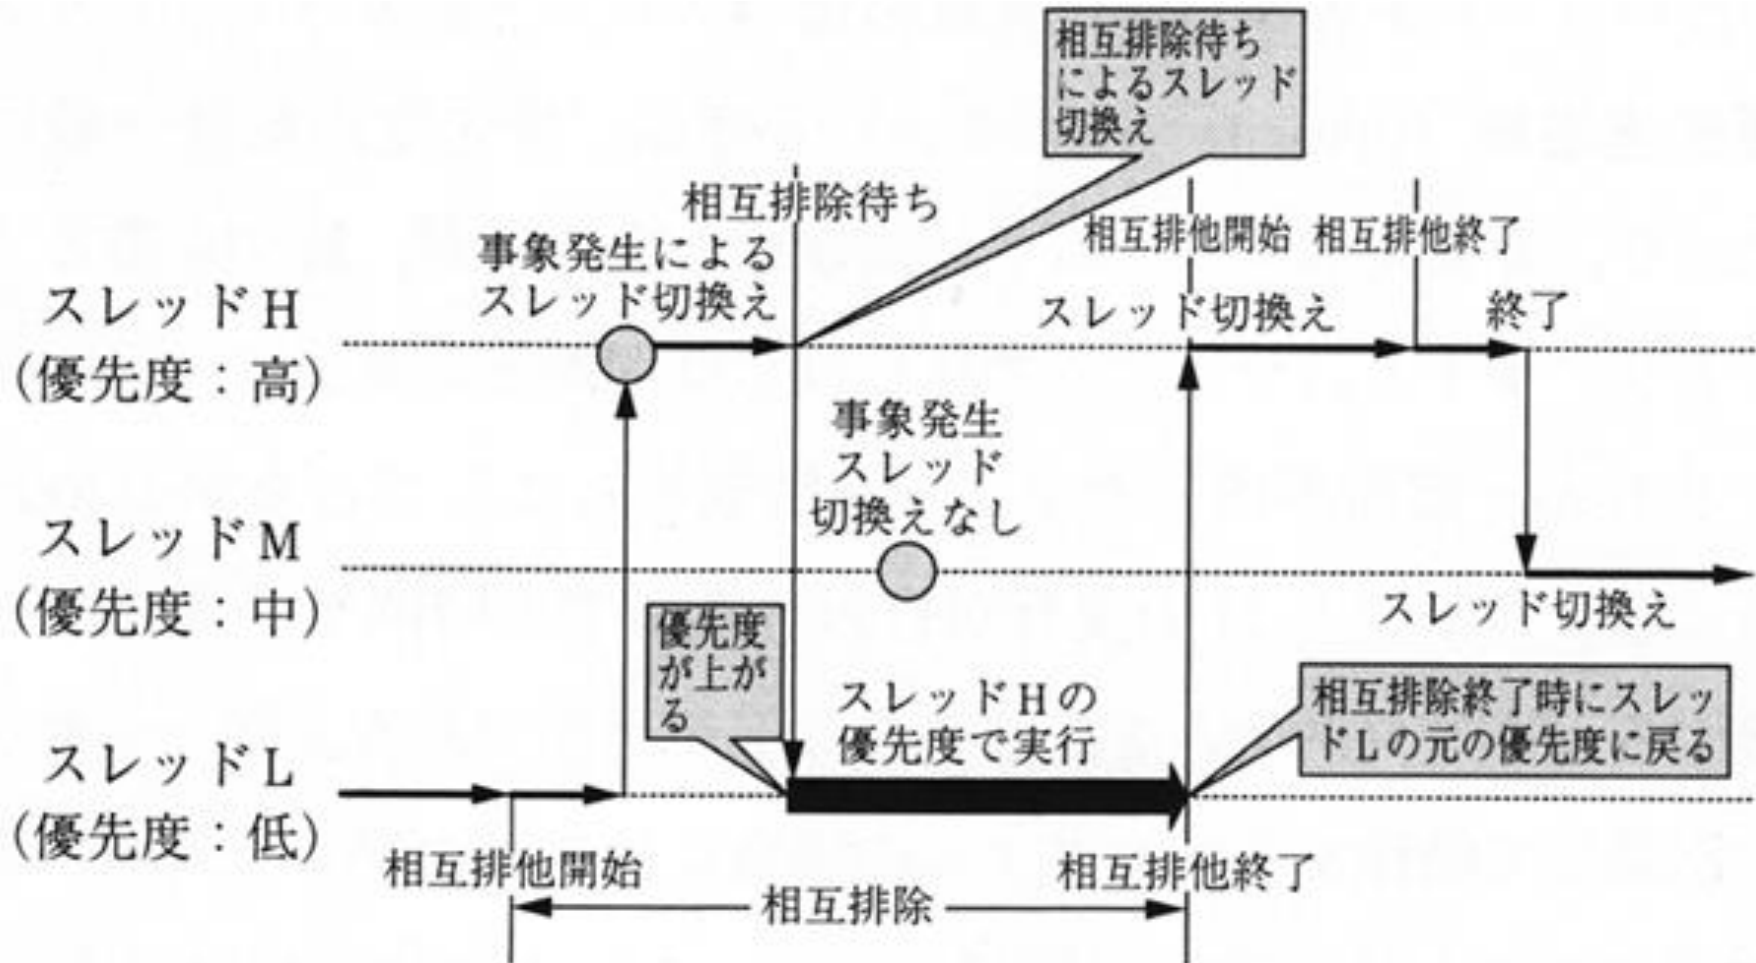 相互排除待ち
によるスレッド
切換え
相互排除待ち
事象発生による
スレッド切換え
相互排他開始
相互排他終了
スレッド切換え
終了
スレッドH
(優先度：高)
事象発生
スレッド
切換えなし
スレッドM
(優先度：中)
スレッド切換え
優先度
が上が
る
スレッドHの
優先度で実行
相互排除終了時にスレッ
ドLの元の優先度に戻る
スレッドL
(優先度：低)
相互排他開始
相互排他終了
相互排除